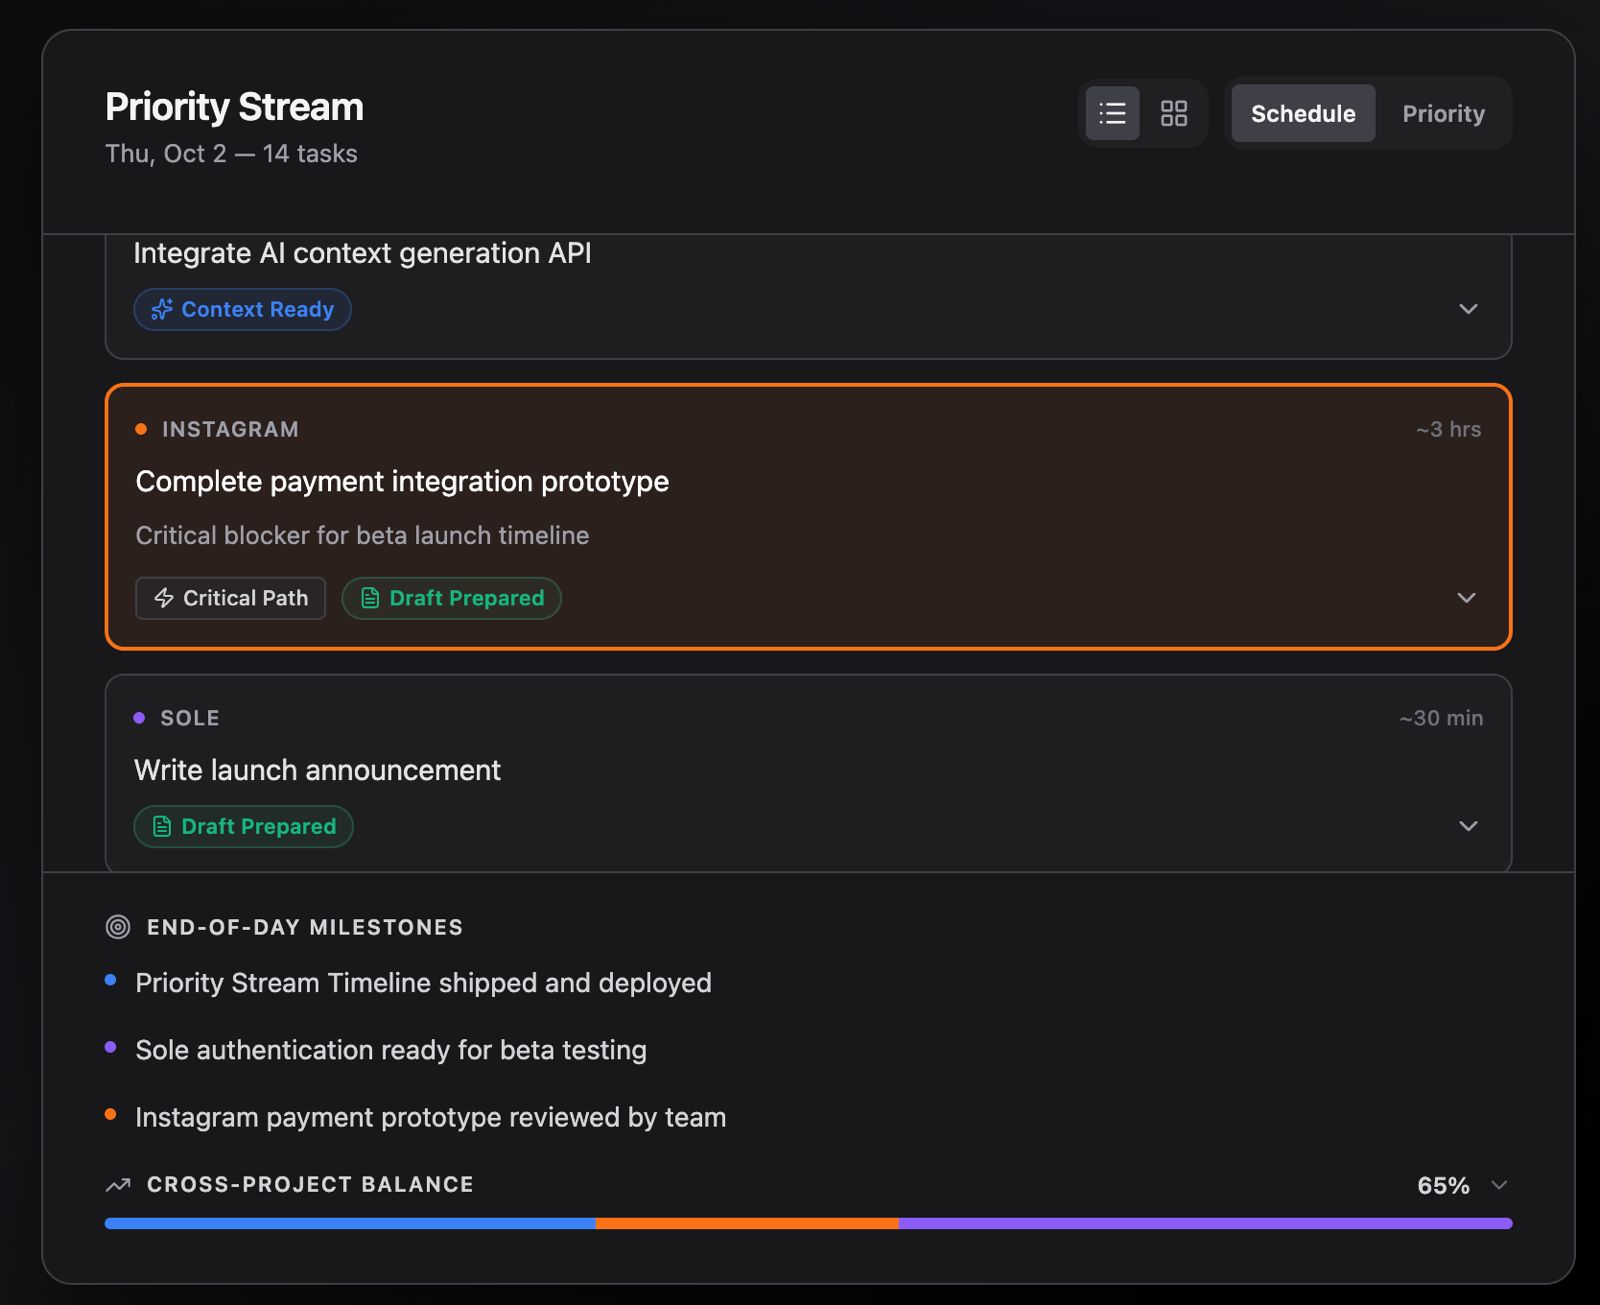 Priority Stream
Thu, Oct 2 — 14 tasks
Schedule
Priority
Integrate AI context generation API
Context Ready
INSTAGRAM
~3 hrs
Complete payment integration prototype
Critical blocker for beta launch timeline
Critical Path
Draft Prepared
SOLE
~30 min
Write launch announcement
Draft Prepared
END-OF-DAY MILESTONES
Priority Stream Timeline shipped and deployed
Sole authentication ready for beta testing
Instagram payment prototype reviewed by team
CROSS-PROJECT BALANCE
65%